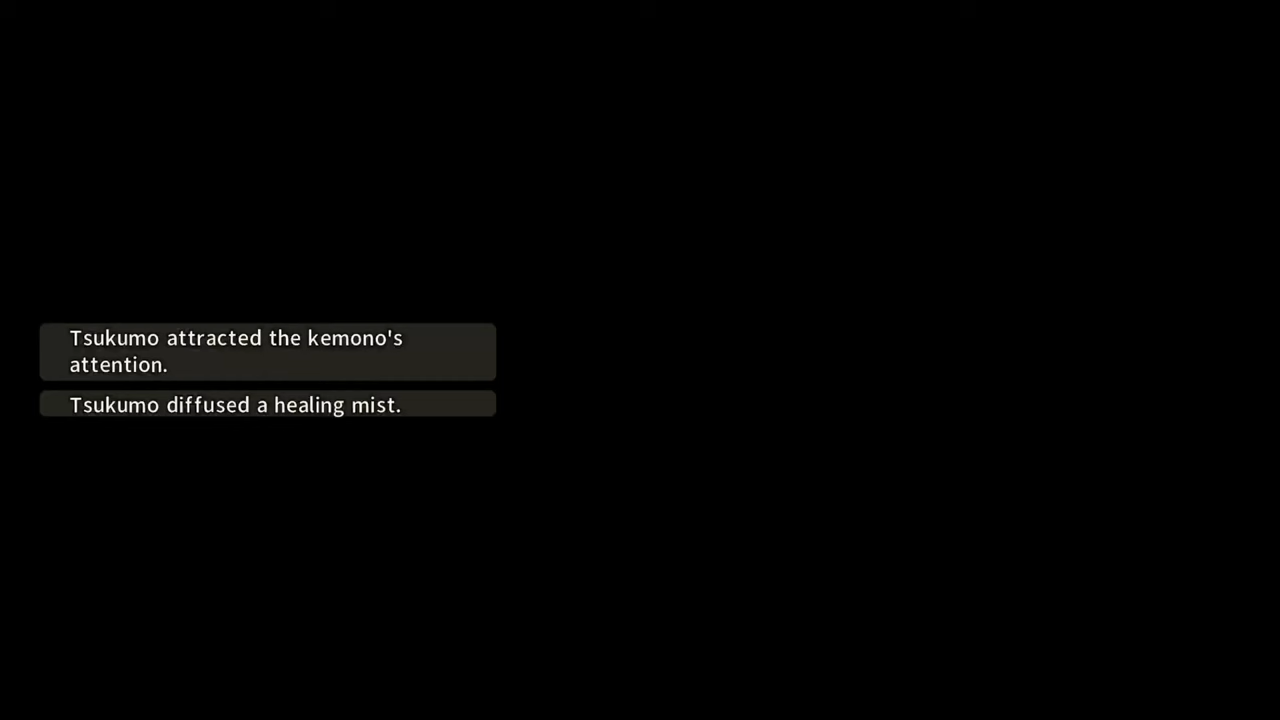 Tsukumo attracted the kemono's
attention.
Tsukumo diffused a healing mist.